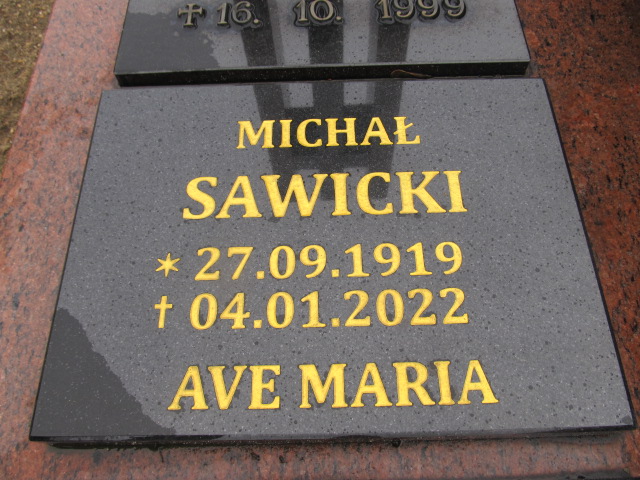 ✝ 16. 10. 1999
MICHAŁ
SAWICKI
* 27.09.1919
† 04.01.2022
AVE MARIA